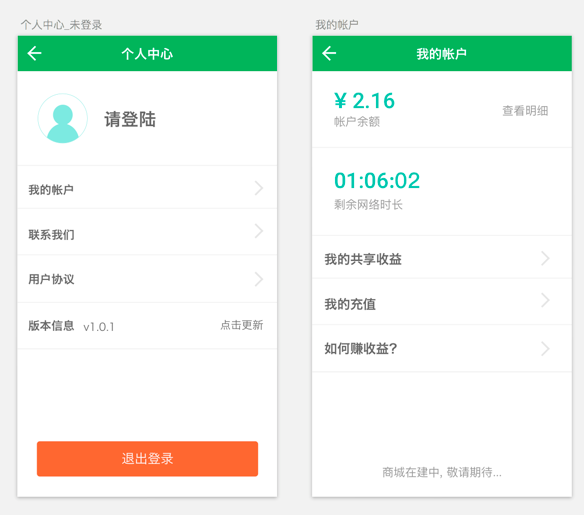 个人中心_未登录
个人中心
请登陆
我的帐户
联系我们
用户协议
版本信息 v1.0.1 点击更新
退出登录
我的帐户
我的帐户
¥ 2.16
帐户余额
查看明细
01:06:02
剩余网络时长
我的共享收益
我的充值
如何赚收益?
商城在建中, 敬请期待...